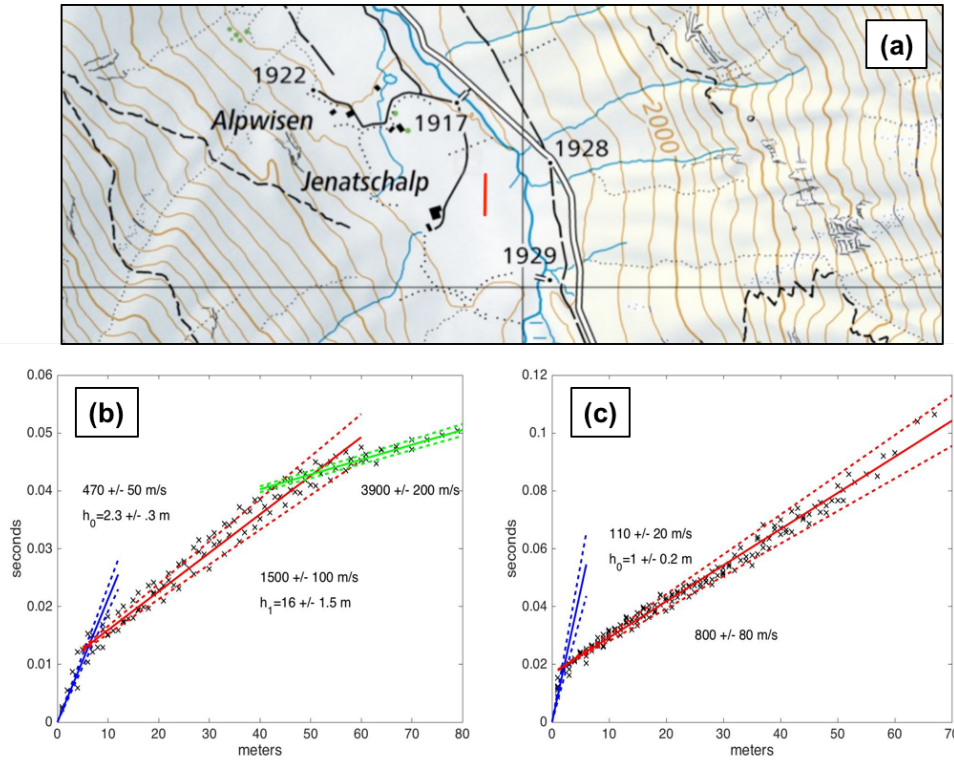 (a)
1922
Alpwisen
1917
2000
1928
Jenatschalp
1929
(b)
0.06
0.05
0.04
0.03
0.02
0.01
0
seconds
470 +/- 50 m/s
h0=2.3 +/- .3 m
3900 +/- 200 m/s
1500 +/- 100 m/s
h1=16 +/- 1.5 m
0 10 20 30 40 50 60 70 80
meters
(c)
0.12
0.1
0.08
0.06
0.04
0.02
0
seconds
110 +/- 20 m/s
h0=1 +/- 0.2 m
800 +/- 80 m/s
0 10 20 30 40 50 60 70
meters